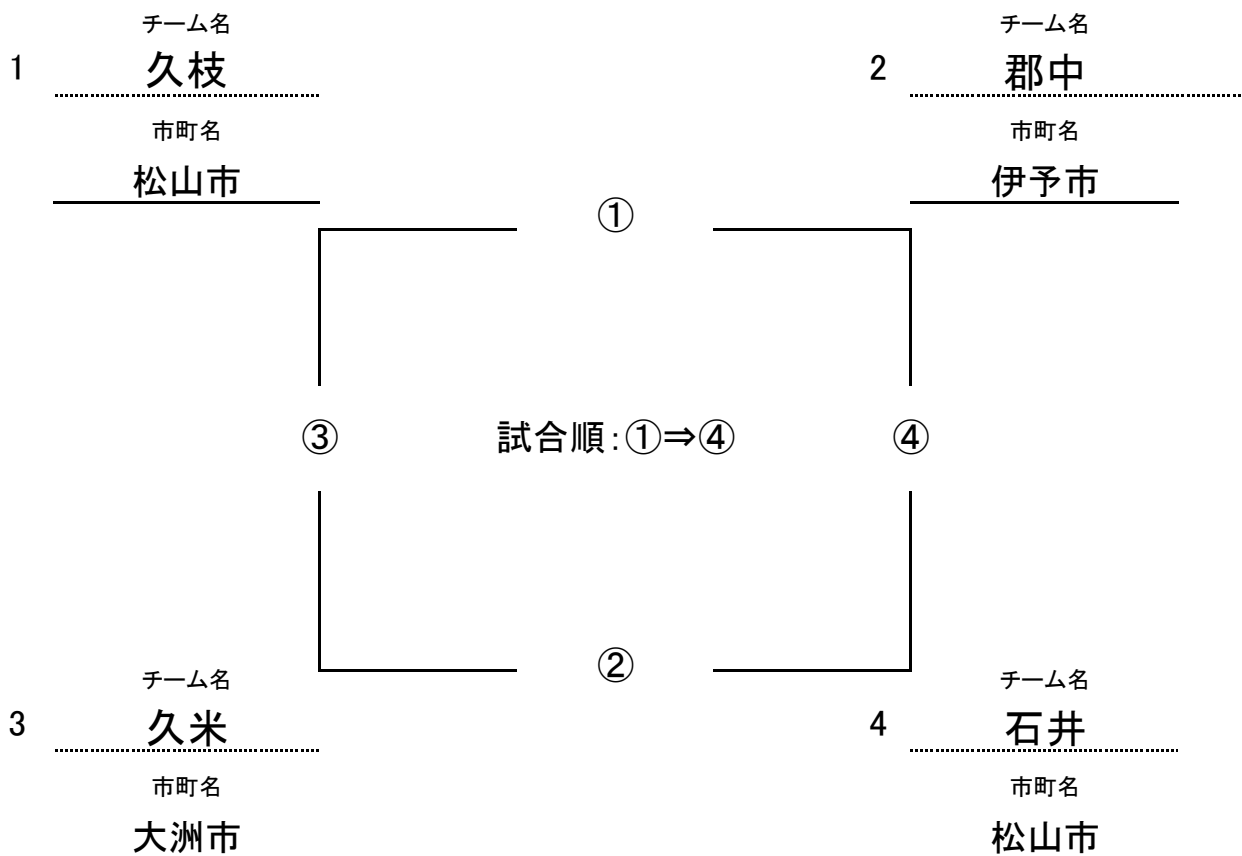 チーム名 チーム名
1 久枝 2 郡中
市町名 市町名
松山市 伊予市
①
③ 試合順:①⇒④ ④
②
チーム名 チーム名
3 久米 4 石井
市町名 市町名
大洲市 松山市